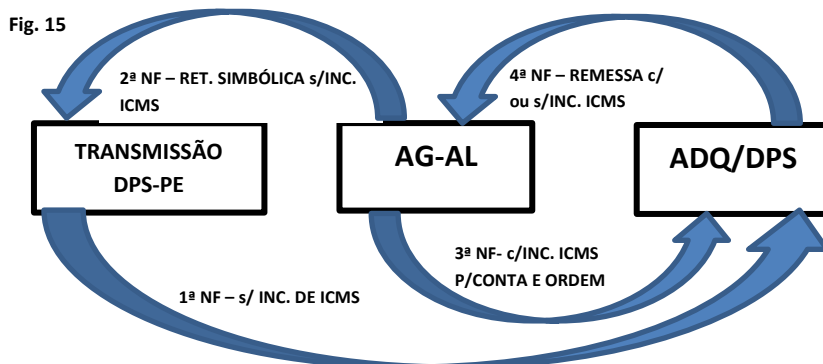 Fig. 15
2ª NF – RET. SIMBÓLICA s/INC.
ICMS
4ª NF – REMESSA c/
ou s/INC. ICMS
TRANSMISSÃO
DPS-PE
AG-AL
ADQ/DPS
3ª NF- c/INC. ICMS
P/CONTA E ORDEM
1ª NF – s/ INC. DE ICMS